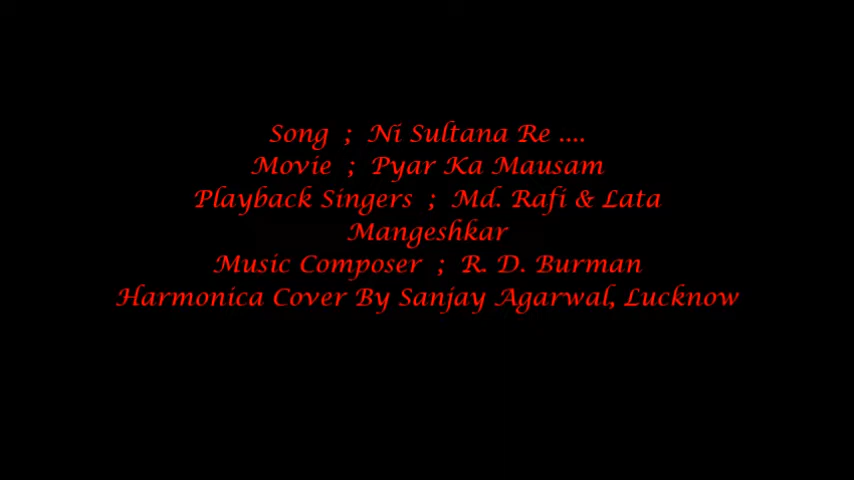 Song ; Ni Sultana Re ....
Movie ; Pyar Ka Mausam
Playback Singers ; Md. Rafi & Lata
Mangeshkar
Music Composer ; R. D. Burman
Harmonica Cover By Sanjay Agarwal, Lucknow